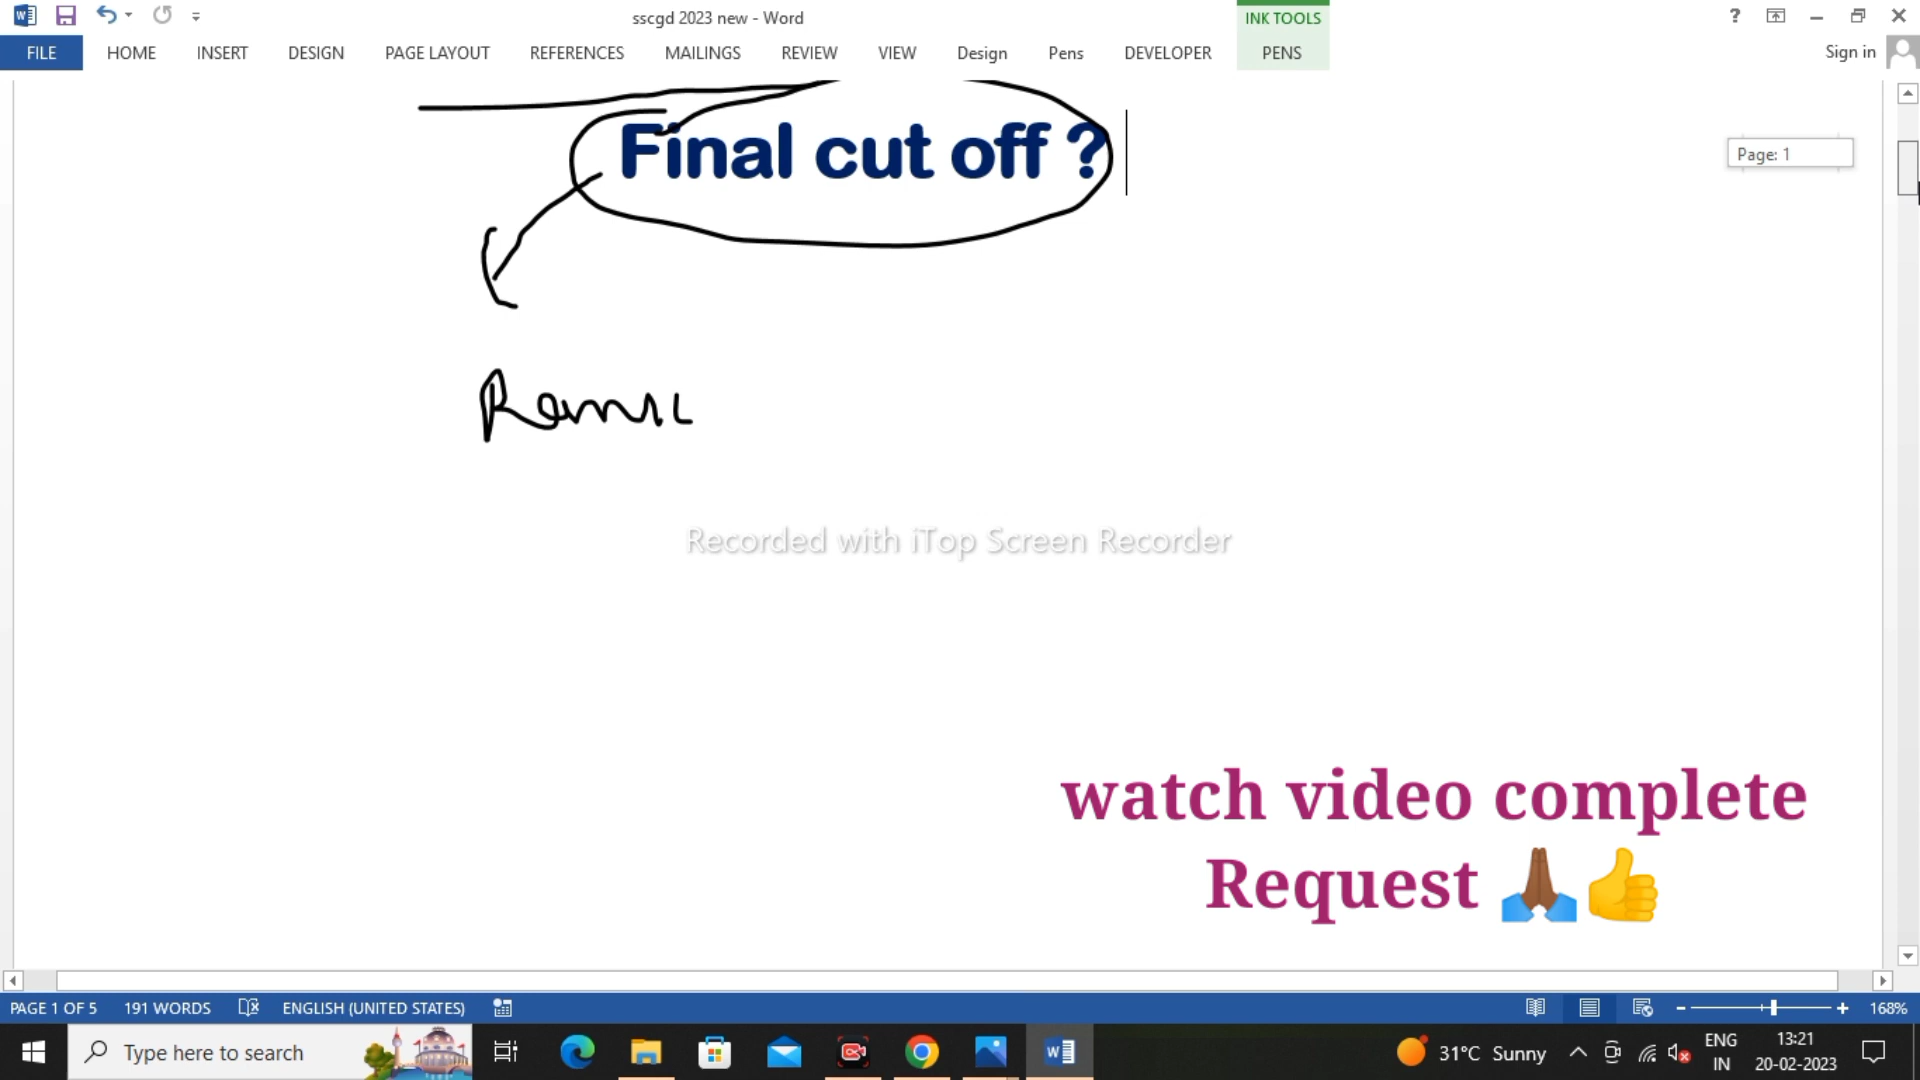 sscgd 2023 new - Word
INK TOOLS
FILE HOME INSERT DESIGN PAGE LAYOUT REFERENCES MAILINGS REVIEW VIEW Design Pens DEVELOPER PENS
Sign in
Final cut off ?
Page: 1
Recorded with iTop Screen Recorder
watch video complete
Request 🙏🏾👍
PAGE 1 OF 5 191 WORDS ENGLISH (UNITED STATES) 168%
Type here to search
31°C Sunny
ENG
IN
13:21
20-02-2023